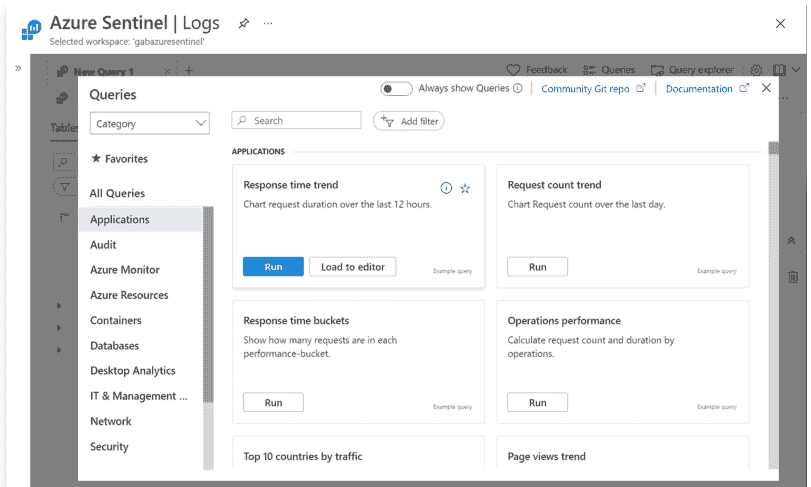 Azure Sentinel | Logs
Selected workspace: 'gabazuresentinel'
New Query 1
Feedback
Queries
Query explorer
Tables
Queries
Always show Queries
Community Git repo
Documentation
Category
Search
Add filter
Favorites
All Queries
Applications
Audit
Azure Monitor
Azure Resources
Containers
Databases
Desktop Analytics
IT & Management ...
Network
Security
APPLICATIONS
Response time trend
Chart request duration over the last 12 hours.
Run
Load to editor
Example query
Request count trend
Chart Request count over the last day.
Run
Example query
Response time buckets
Show how many requests are in each
performance-bucket.
Run
Example query
Operations performance
Calculate request count and duration by
operations.
Run
Example query
Top 10 countries by traffic
Page views trend